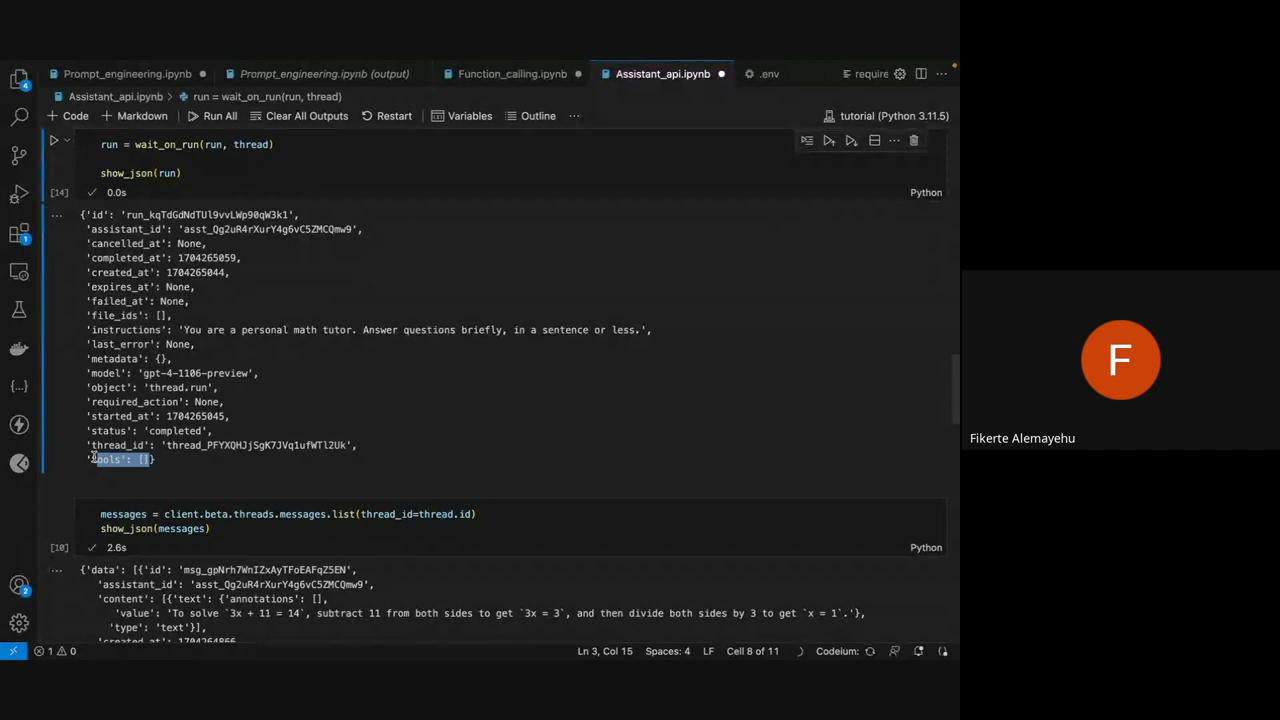 Prompt_engineering.ipynb
Prompt_engineering.ipynb (output)
Function_calling.ipynb
Assistant_api.ipynb
.env
require
Assistant_api.ipynb > run = wait_on_run(run, thread)
+ Code + Markdown Run All Clear All Outputs Restart Variables Outline ... tutorial (Python 3.11.5)
run = wait_on_run(run, thread)
show_json(run)
[14] 0.0s Python
{'id': 'run_kqTdGdNdTUl9vvLWp90qW3k1',
'assistant_id': 'asst_Qg2uR4rXurY4g6vC5ZMCQmw9',
'cancelled_at': None,
'completed_at': 1704265059,
'created_at': 1704265044,
'expires_at': None,
'failed_at': None,
'file_ids': [],
'instructions': 'You are a personal math tutor. Answer questions briefly, in a sentence or less.',
'last_error': None,
'metadata': {},
'model': 'gpt-4-1106-preview',
'object': 'thread.run',
'required_action': None,
'started_at': 1704265045,
'status': 'completed',
'thread_id': 'thread_PFYXQHJjSgK7JVq1ufWTl2Uk',
'tools': []}
messages = client.beta.threads.messages.list(thread_id=thread.id)
show_json(messages)
[10] 2.6s Python
{'data': [{'id': 'msg_gpNrh7WnIZxAyTFoEAFqZ5EN',
'assistant_id': 'asst_Qg2uR4rXurY4g6vC5ZMCQmw9',
'content': [{'text': {'annotations': [],
'value': 'To solve `3x + 11 = 14`, subtract 11 from both sides to get `3x = 3`, and then divide both sides by 3 to get `x = 1`.'},
'type': 'text'}],
'created_at': 1704264866,
1 0 Ln 3, Col 15 Spaces: 4 LF Cell 8 of 11 Codeium:
4
1
2
F
Fikerte Alemayehu